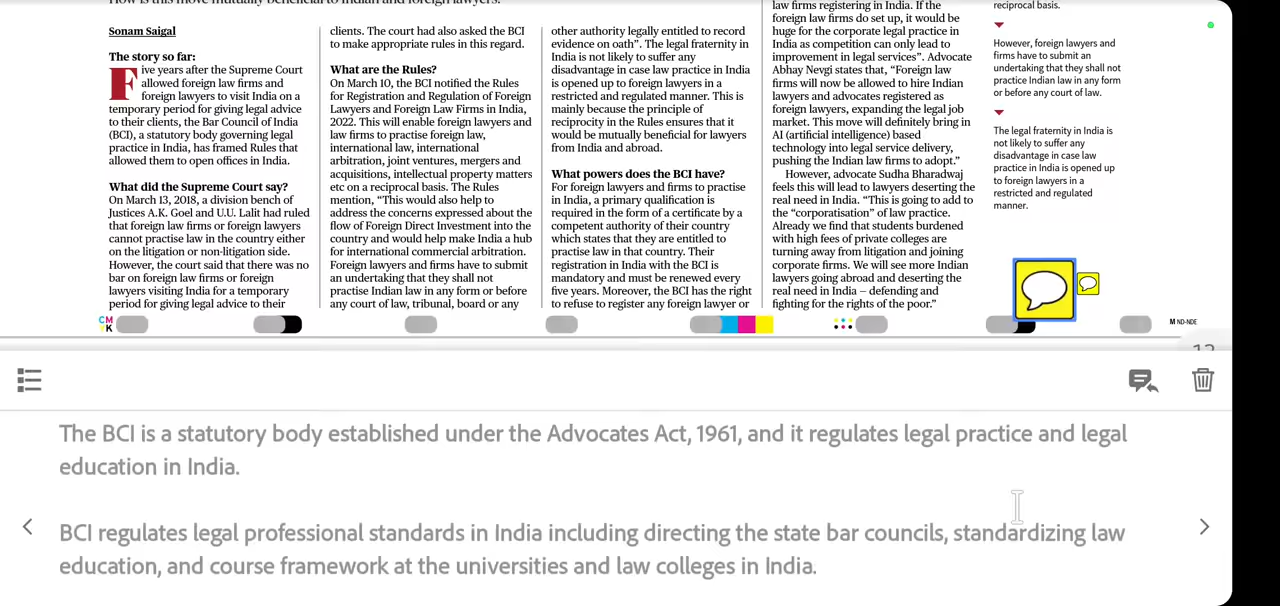 How is this move mutually beneficial to Indian and foreign lawyers?
Sonam Saigal
The story so far:
Five years after the Supreme Court
allowed foreign law firms and
foreign lawyers to visit India on a
temporary period for giving legal advice
to their clients, the Bar Council of India
(BCI), a statutory body governing legal
practice in India, has framed Rules that
allowed them to open offices in India.
What did the Supreme Court say?
On March 13, 2018, a division bench of
Justices A.K. Goel and U.U. Lalit had ruled
that foreign law firms or foreign lawyers
cannot practise law in the country either
on the litigation or non-litigation side.
However, the court said that there was no
bar on foreign law firms or foreign
lawyers visiting India for a temporary
period for giving legal advice to their
clients. The court had also asked the BCI
to make appropriate rules in this regard.
What are the Rules?
On March 10, the BCI notified the Rules
for Registration and Regulation of Foreign
Lawyers and Foreign Law Firms in India,
2022. This will enable foreign lawyers and
law firms to practise foreign law,
international law, international
arbitration, joint ventures, mergers and
acquisitions, intellectual property matters
etc on a reciprocal basis. The Rules
mention, “This would also help to
address the concerns expressed about the
flow of Foreign Direct Investment into the
country and would help make India a hub
for international commercial arbitration.
Foreign lawyers and firms have to submit
an undertaking that they shall not
practise Indian law in any form or before
any court of law, tribunal, board or any
other authority legally entitled to record
evidence on oath”. The legal fraternity in
India is not likely to suffer any
disadvantage in case law practice in India
is opened up to foreign lawyers in a
restricted and regulated manner. This is
mainly because the principle of
reciprocity in the Rules ensures that it
would be mutually beneficial for lawyers
from India and abroad.
What powers does the BCI have?
For foreign lawyers and firms to practise
in India, a primary qualification is
required in the form of a certificate by a
competent authority of their country
which states that they are entitled to
practise law in that country. Their
registration in India with the BCI is
mandatory and must be renewed every
five years. Moreover, the BCI has the right
to refuse to register any foreign lawyer or
law firms registering in India. If the
foreign law firms do set up, it would be
huge for the corporate legal practice in
India as competition can only lead to
improvement in legal services”. Advocate
Abhay Nevgi states that, “Foreign law
firms will now be allowed to hire Indian
lawyers and advocates registered as
foreign lawyers, expanding the legal job
market. This move will definitely bring in
AI (artificial intelligence) based
technology into legal service delivery,
pushing the Indian law firms to adopt.”
However, advocate Sudha Bharadwaj
feels this will lead to lawyers deserting the
real need in India. “This is going to add to
the “corporatisation” of law practice.
Already we find that students burdened
with high fees of private colleges are
turning away from litigation and joining
corporate firms. We will see more Indian
lawyers going abroad and deserting the
real need in India – defending and
fighting for the rights of the poor.”
reciprocal basis.
However, foreign lawyers and
firms have to submit an
undertaking that they shall not
practice Indian law in any form
or before any court of law.
The legal fraternity in India is
not likely to suffer any
disadvantage in case law
practice in India is opened up
to foreign lawyers in a
restricted and regulated
manner.
CM
YK
M ND-NDE
The BCI is a statutory body established under the Advocates Act, 1961, and it regulates legal practice and legal
education in India.
BCI regulates legal professional standards in India including directing the state bar councils, standardizing law
education, and course framework at the universities and law colleges in India.